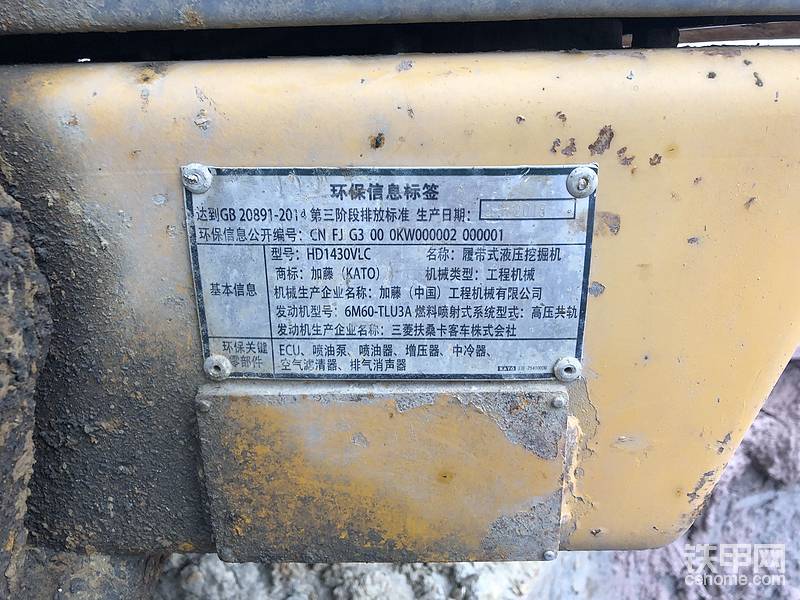 环保信息标签
达到GB 20891-2014 第三阶段排放标准 生产日期：
环保信息公开编号：CN FJ G3 00 0KW000002 000001
基本信息
型号：HD1430VLC 名称：履带式液压挖掘机
商标：加藤（KATO） 机械类型：工程机械
机械生产企业名称：加藤（中国）工程机械有限公司
发动机型号：6M60-TLU3A 燃料喷射式系统型式：高压共轨
发动机生产企业名称：三菱扶桑卡客车株式会社
环保关键
零部件
ECU、喷油泵、喷油器、增压器、中冷器、
空气滤清器、排气消声器
KATO
铁甲网
cehome.com